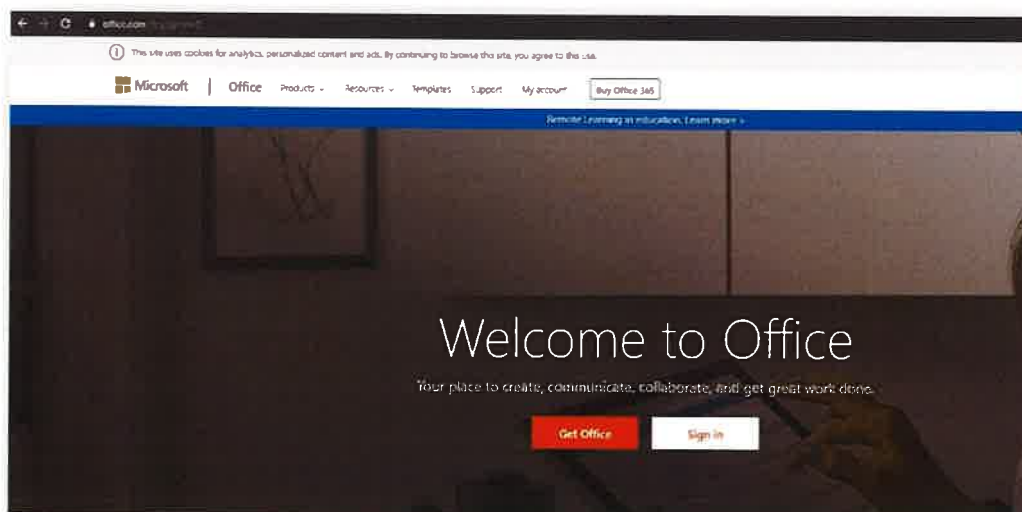 office.com
This site uses cookies for analytics, personalized content and ads. By continuing to browse this site, you agree to this use.
Microsoft | Office Products Resources Templates Support My account Buy Office 365
Remote Learning in education. Learn more >
Welcome to Office
Your place to create, communicate, collaborate, and get great work done.
Get Office Sign in